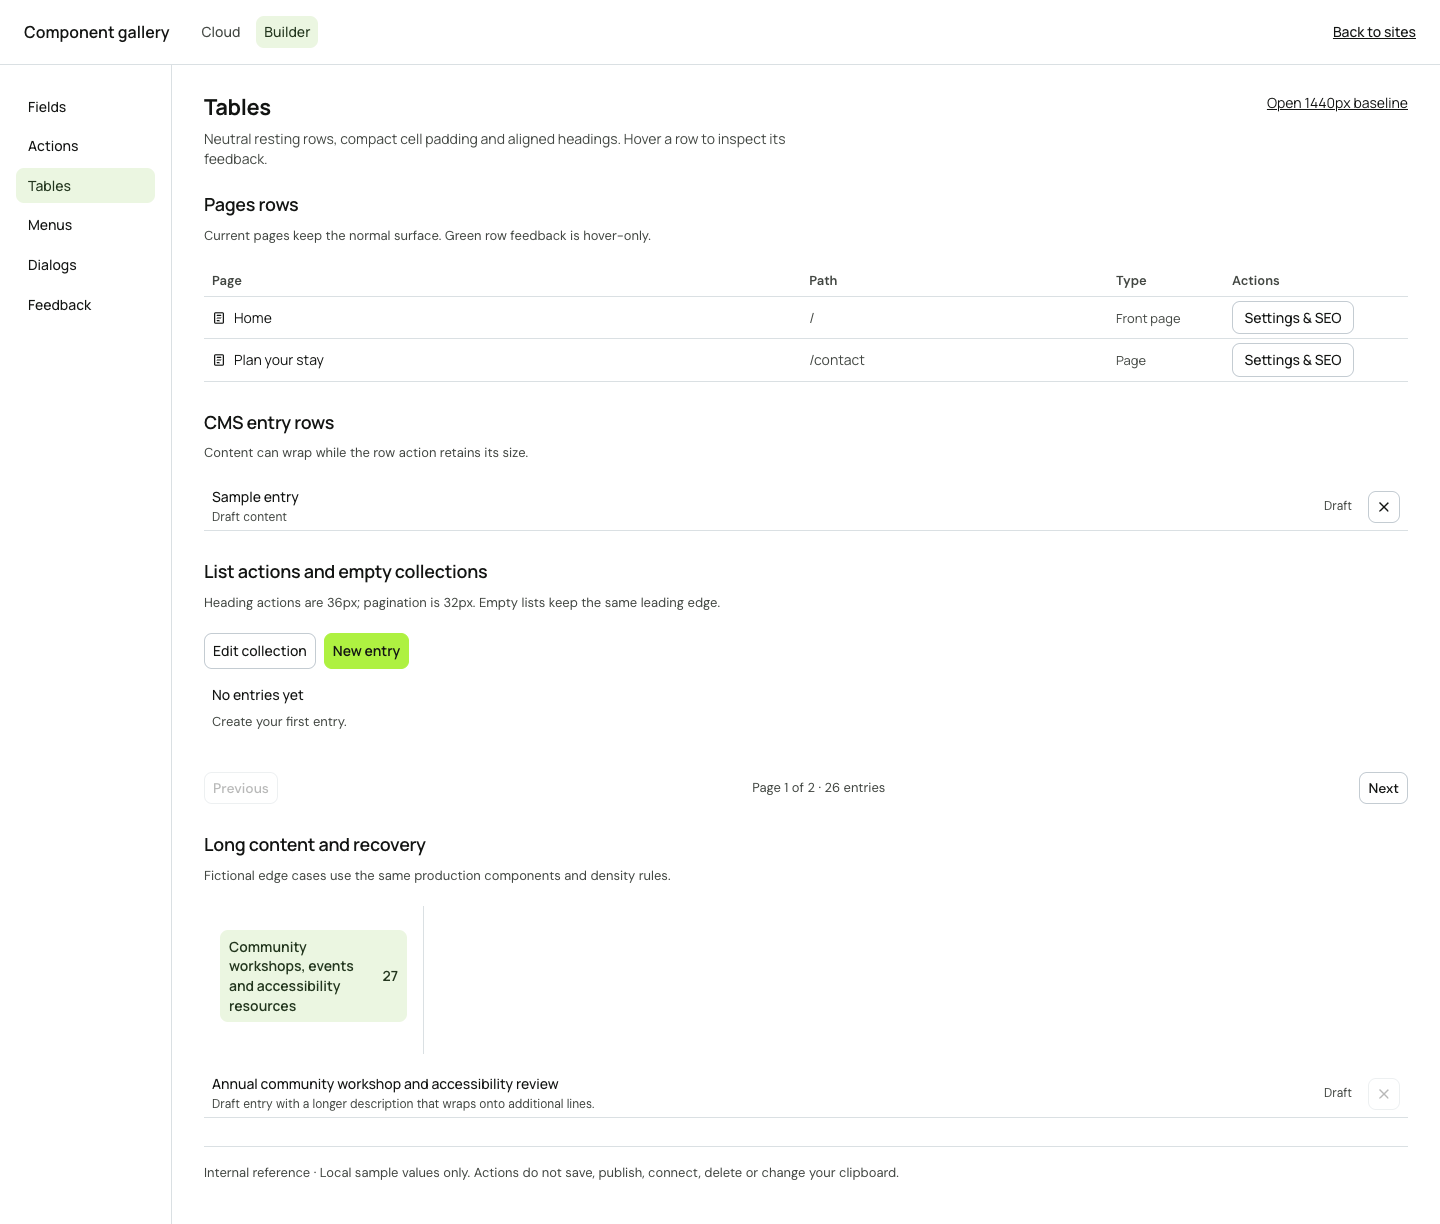 Component gallery
Cloud
Builder
Back to sites
Fields
Actions
Tables
Menus
Dialogs
Feedback
Tables
Open 1440px baseline
Neutral resting rows, compact cell padding and aligned headings. Hover a row to inspect its
feedback.
Pages rows
Current pages keep the normal surface. Green row feedback is hover-only.
Page Path Type Actions
Home / Front page Settings & SEO
Plan your stay /contact Page Settings & SEO
CMS entry rows
Content can wrap while the row action retains its size.
Sample entry
Draft content
Draft
List actions and empty collections
Heading actions are 36px; pagination is 32px. Empty lists keep the same leading edge.
Edit collection
New entry
No entries yet
Create your first entry.
Previous
Page 1 of 2 · 26 entries
Next
Long content and recovery
Fictional edge cases use the same production components and density rules.
Community
workshops, events
and accessibility
resources
27
Annual community workshop and accessibility review
Draft entry with a longer description that wraps onto additional lines.
Draft
Internal reference · Local sample values only. Actions do not save, publish, connect, delete or change your clipboard.